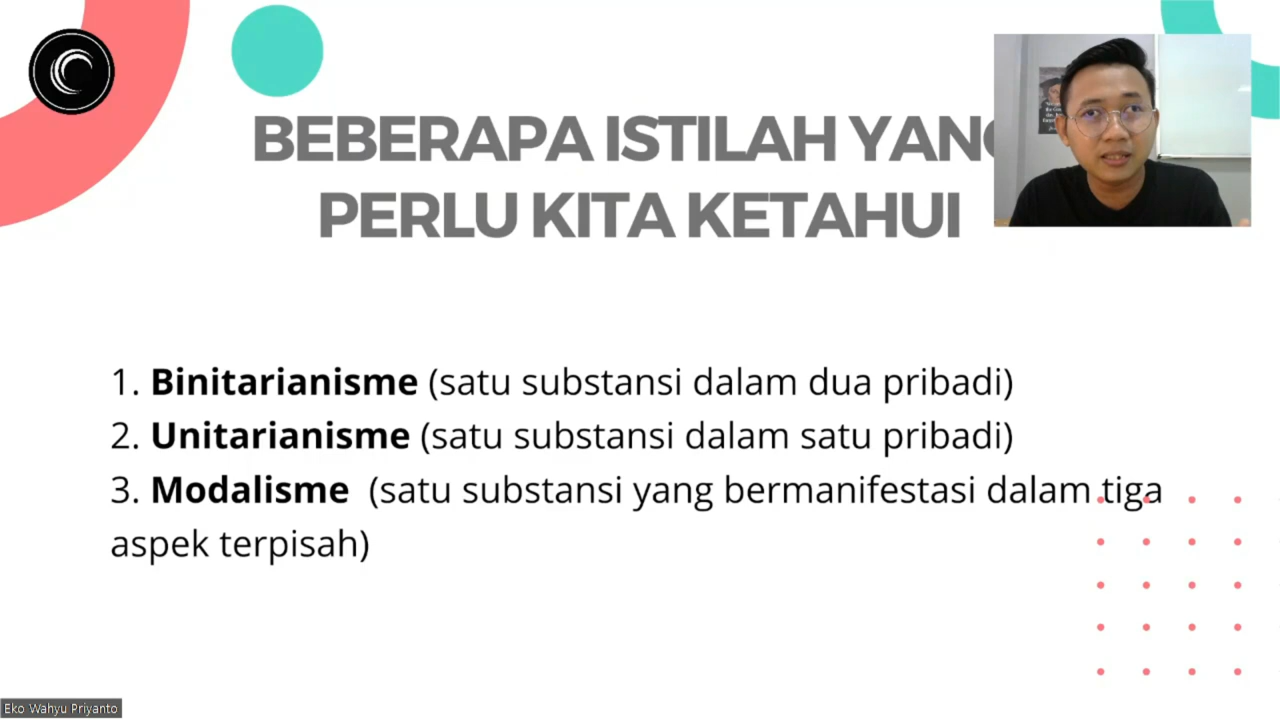 BEBERAPA ISTILAH YANG
PERLU KITA KETAHUI
1. Binitarianisme (satu substansi dalam dua pribadi)
2. Unitarianisme (satu substansi dalam satu pribadi)
3. Modalisme (satu substansi yang bermanifestasi dalam tiga
aspek terpisah)
Eko Wahyu Priyanto